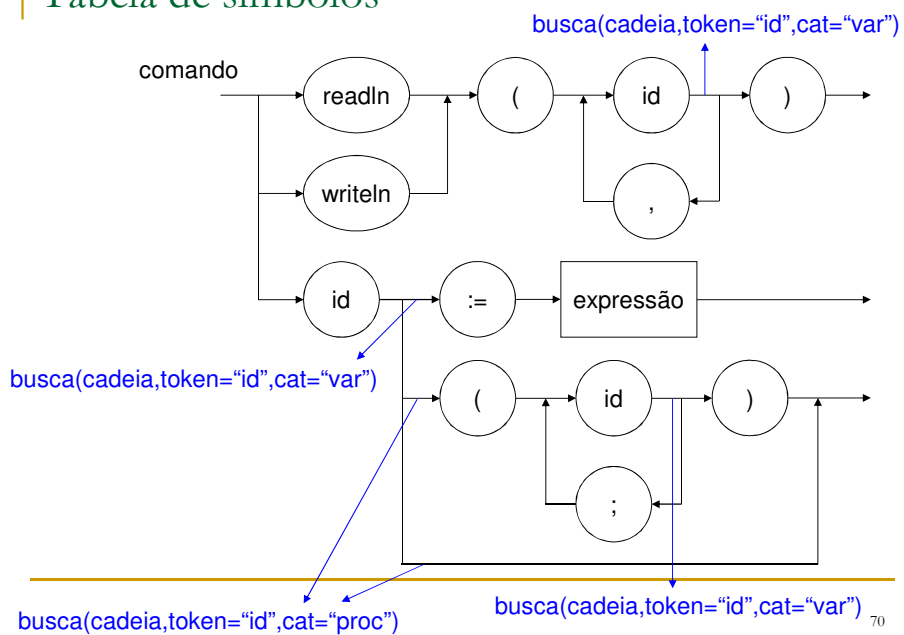 Tabela de símbolos
busca(cadeia,token=“id”,cat=“var”)
comando
readln
(
id
)
writeln
,
id
:=
expressão
busca(cadeia,token=“id”,cat=“var”)
(
id
)
;
busca(cadeia,token=“id”,cat=“proc”)
busca(cadeia,token=“id”,cat=“var”)
70